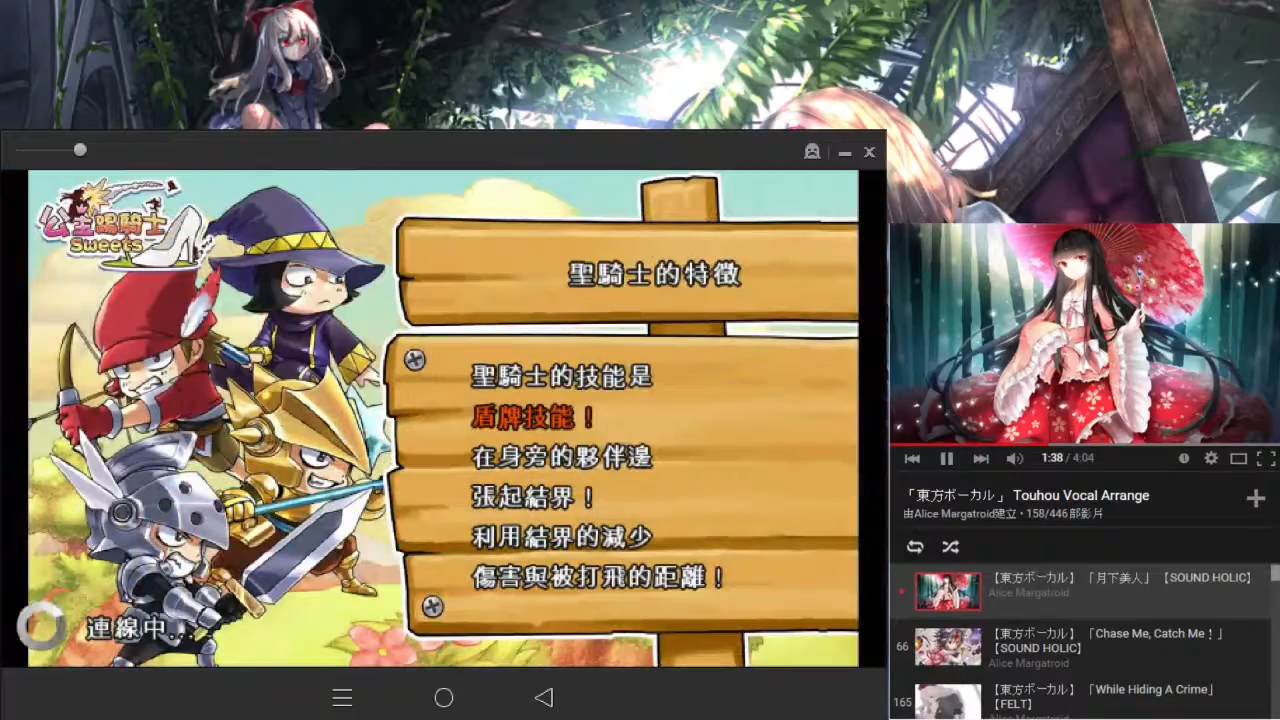 公主踢騎士
Sweets
聖騎士的特徵
聖騎士的技能是
盾牌技能！
在身旁的夥伴邊
張起結界！
利用結界的減少
傷害與被打飛的距離！
連線中...
1:38 / 4:04
「東方ボーカル」 Touhou Vocal Arrange
由Alice Margatroid建立・158/446部影片
【東方ボーカル】 「月下美人」 【SOUND HOLIC】
Alice Margatroid
66
【東方ボーカル】 「Chase Me, Catch Me！」
【SOUND HOLIC】
Alice Margatroid
165
【東方ボーカル】 「While Hiding A Crime」
【FELT】
Alice Margatroid